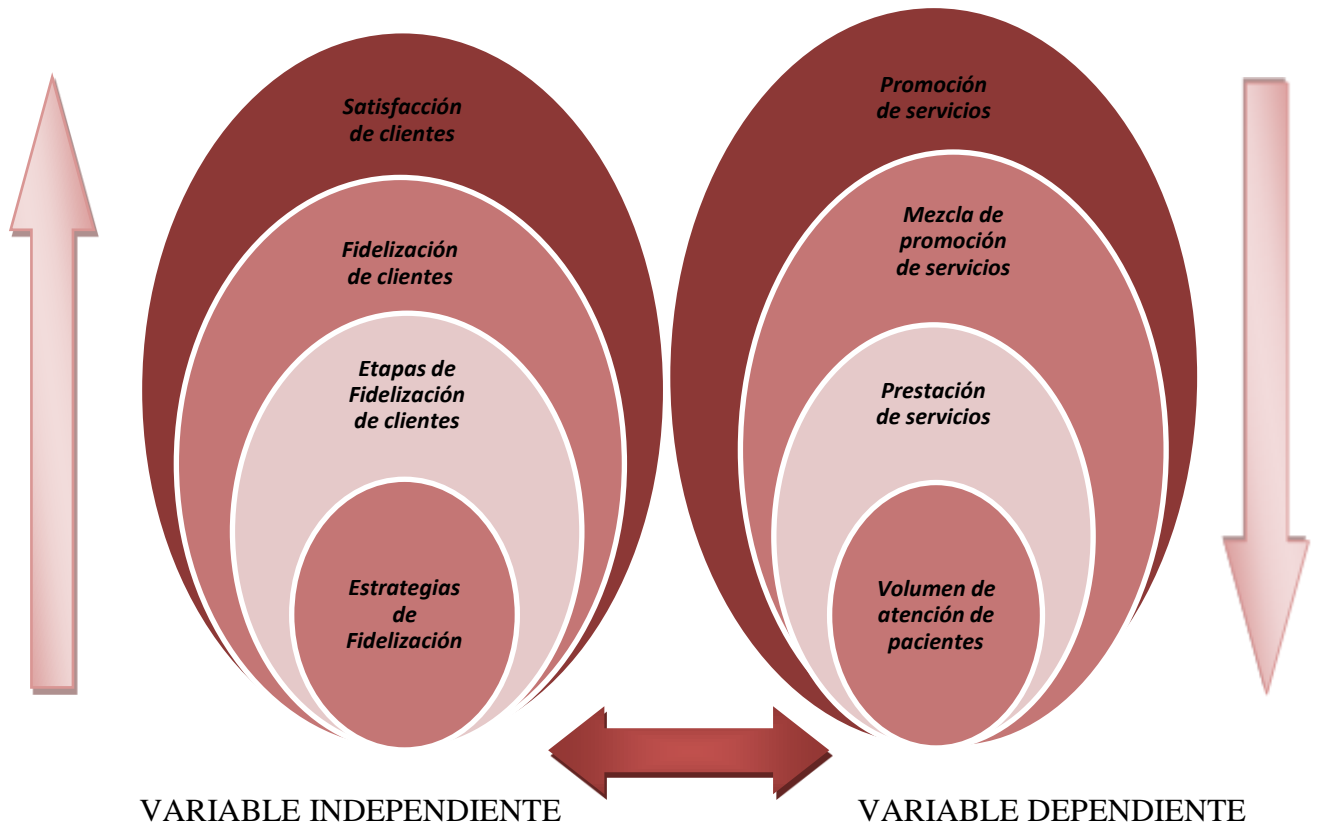 Satisfacción
de clientes
Fidelización
de clientes
Etapas de
Fidelización
de clientes
Estrategias
de
Fidelización
Promoción
de servicios
Mezcla de
promoción
de servicios
Prestación
de servicios
Volumen de
atención de
pacientes
VARIABLE INDEPENDIENTE
VARIABLE DEPENDIENTE